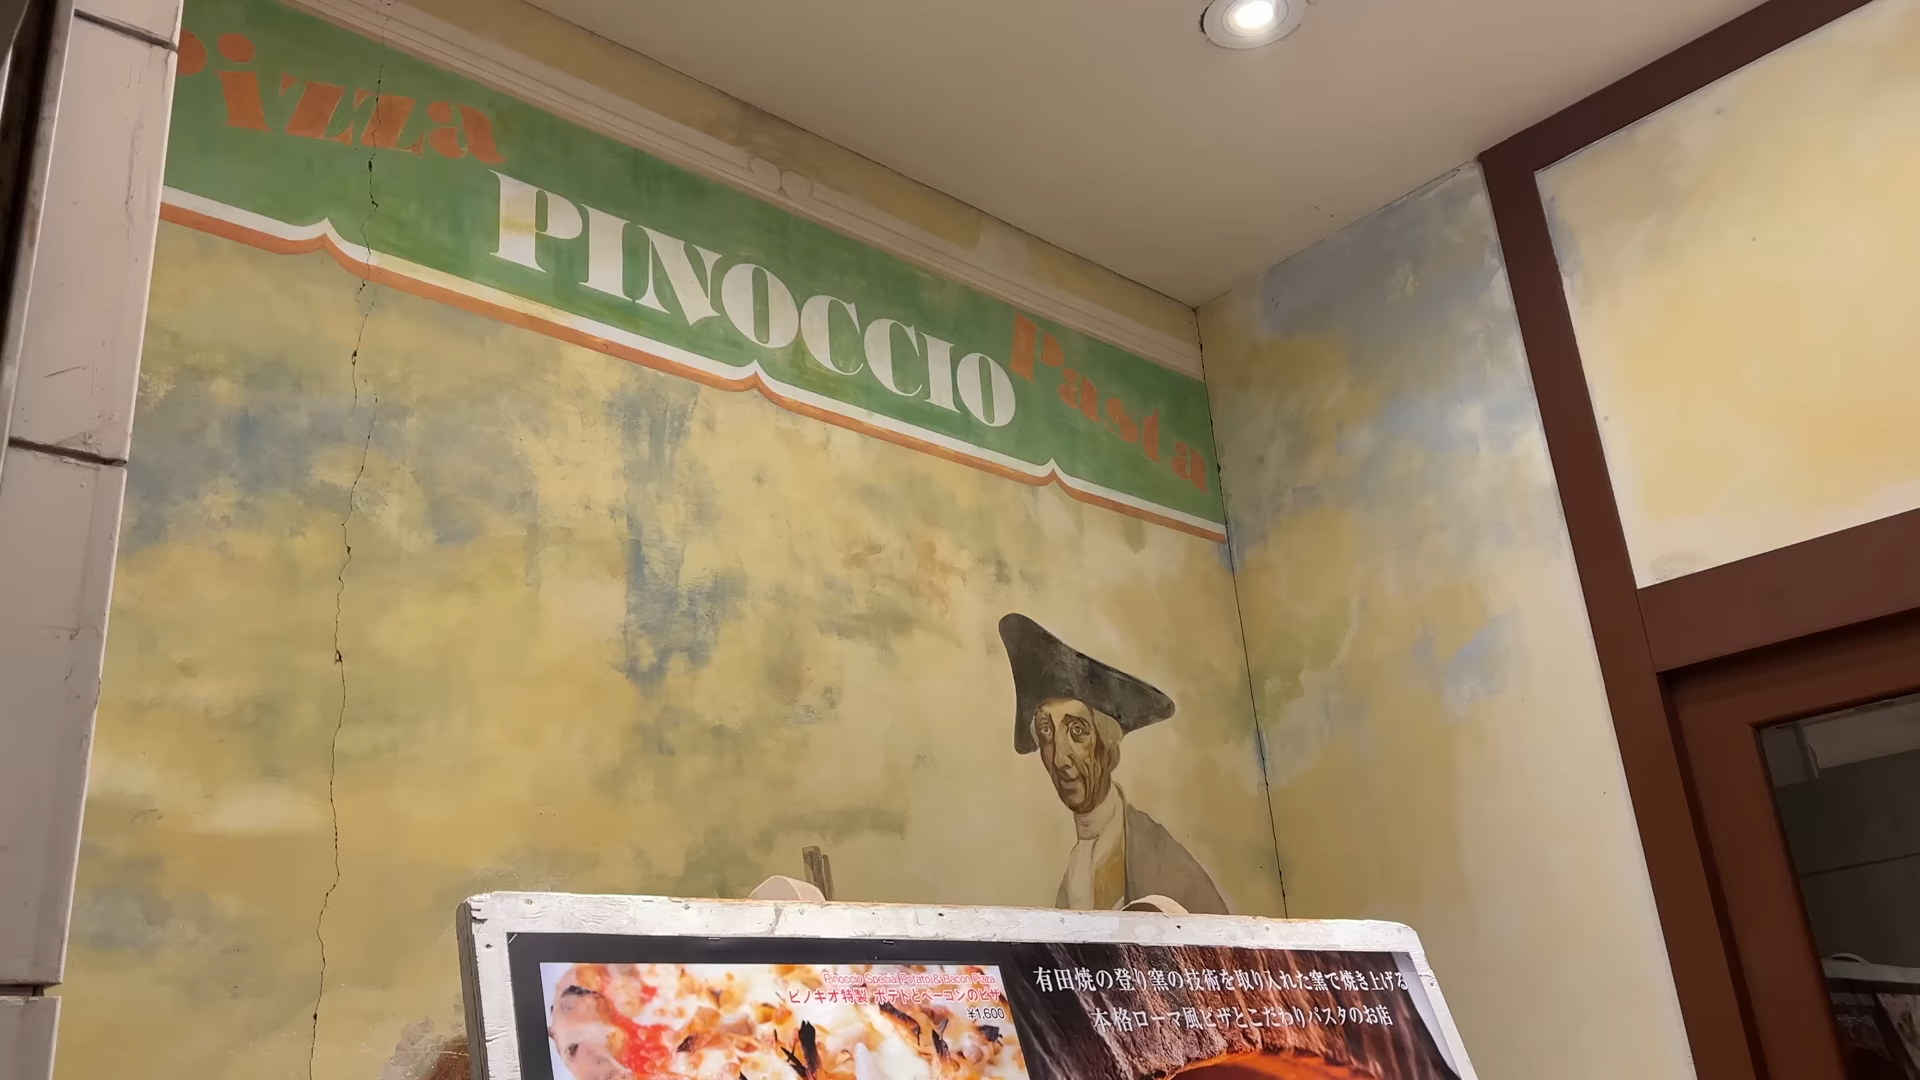 Pizza
PINOCCIO
Pasta
Pinoccio Special Potato & Bacon Pizza
ピノキオ特製 ポテトとベーコンのピザ
¥1,600
有田焼の登り窯の技術を取り入れた窯で焼き上げる
本格ローマ風ピザとこだわりパスタのお店